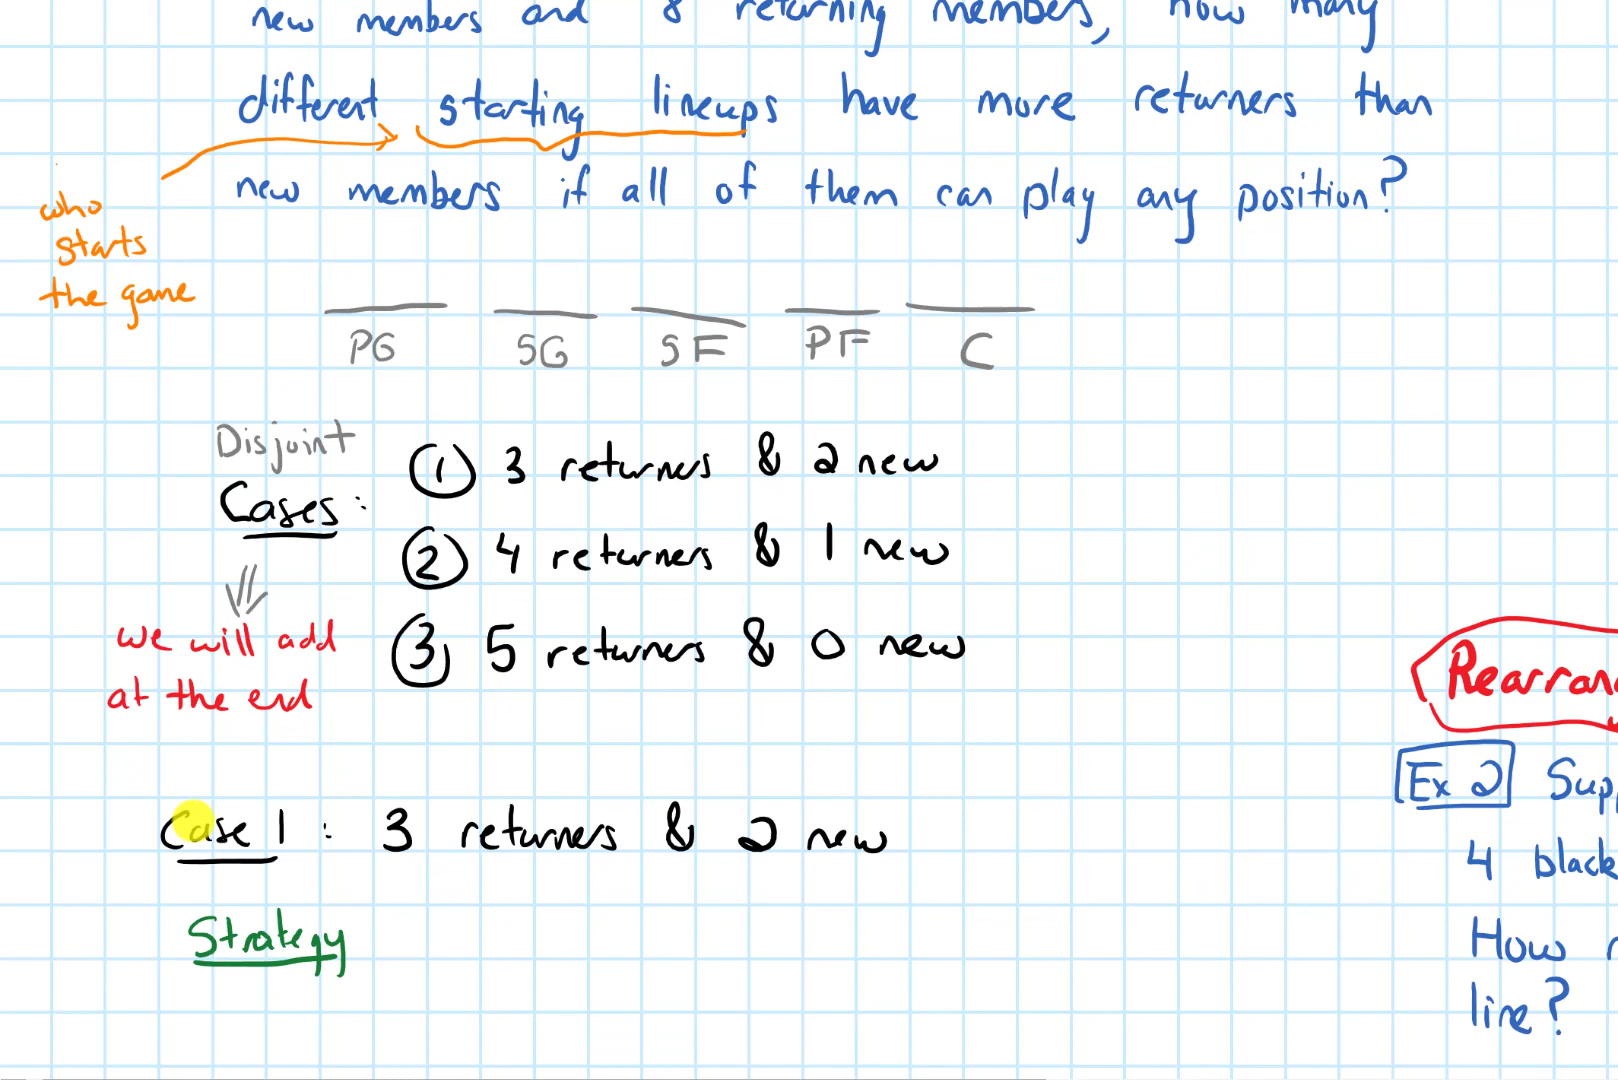 new members and 8 returning members, how many
different starting lineups have more returners than
new members if all of them can play any position?
who
starts
the game
PG SG SF PF C
Disjoint
Cases:
① 3 returners & 2 new
② 4 returners & 1 new
③ 5 returners & 0 new
we will add
at the end
Case 1: 3 returners & 2 new
Strategy
Rearran
Ex 2 Sup
4 black
How
line?